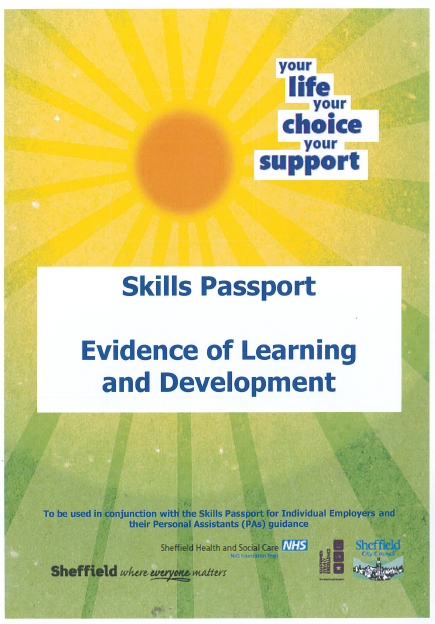 your
life
your
choice
your
support
Skills Passport
Evidence of Learning
and Development
To be used in conjunction with the Skills Passport for Individual Employers and
their Personal Assistants (PAs) guidance
Sheffield Health and Social Care NHS
NHS Foundation Trust
Sheffield
City Council
Sheffield where everyone matters